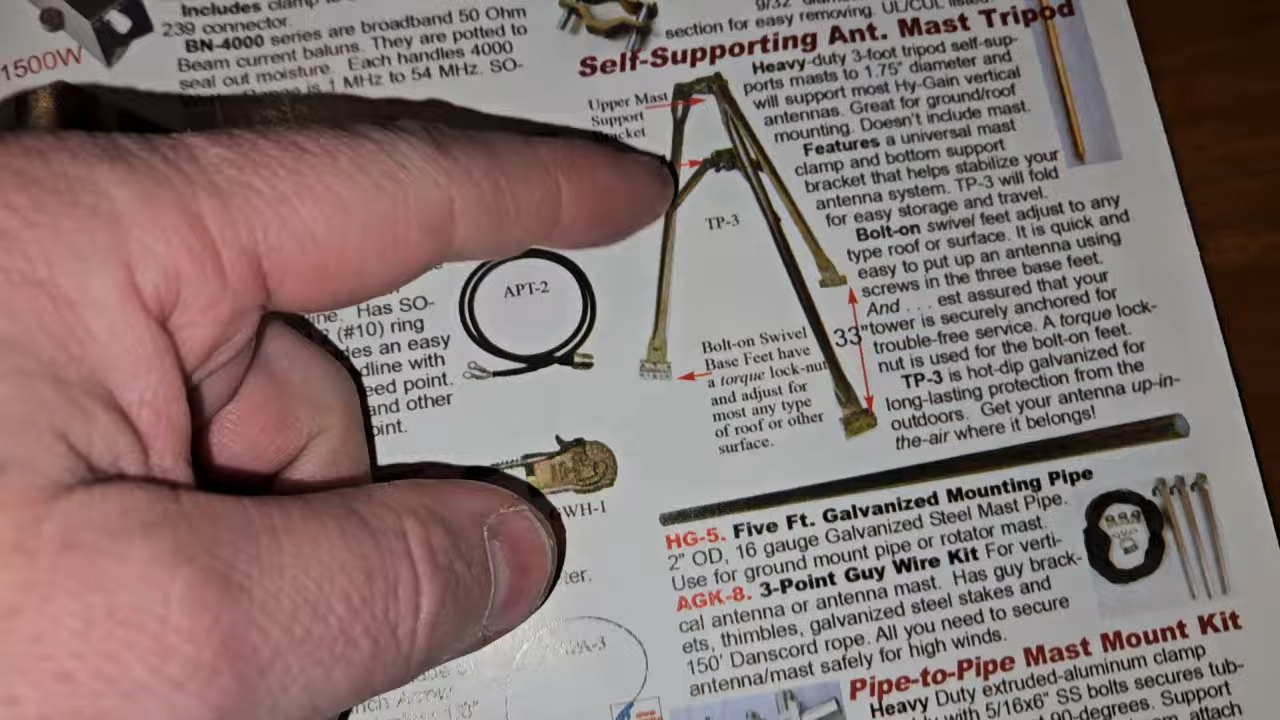 1500W
Includes clamp
239 connector.
BN-4000 series are broadband 50 Ohm
Beam current baluns. They are potted to
seal out moisture. Each handles 4000
is 1 MHz to 54 MHz. SO-
section for easy removing. UL/CUL listed.
Self-Supporting Ant. Mast Tripod
Upper Mast
Support
TP-3
Bolt-on Swivel
Base Feet have
a torque lock-nut
and adjust for
most any type
of roof or other
surface.
33"
Heavy-duty 3-foot tripod self-sup-
ports masts to 1.75" diameter and
will support most Hy-Gain vertical
antennas. Great for ground/roof
mounting. Doesn't include mast.
Features a universal mast
clamp and bottom support
bracket that helps stabilize your
antenna system. TP-3 will fold
for easy storage and travel.
Bolt-on swivel feet adjust to any
type roof or surface. It is quick and
easy to put up an antenna using
screws in the three base feet.
And . . . est assured that your
tower is securely anchored for
trouble-free service. A torque lock-
nut is used for the bolt-on feet.
TP-3 is hot-dip galvanized for
long-lasting protection from the
outdoors. Get your antenna up-in-
the-air where it belongs!
APT-2
line. Has SO-
(#10) ring
des an easy
dline with
eed point.
and other
oint.
WH-1
ter.
A-3
HG-5. Five Ft. Galvanized Mounting Pipe
2" OD, 16 gauge Galvanized Steel Mast Pipe.
Use for ground mount pipe or rotator mast.
AGK-8. 3-Point Guy Wire Kit For verti-
cal antenna or antenna mast. Has guy brack-
ets, thimbles, galvanized steel stakes and
150' Danscord rope. All you need to secure
antenna/mast safely for high winds.
Pipe-to-Pipe Mast Mount Kit
Heavy Duty extruded-aluminum clamp
with 5/16x6" SS bolts secures tub-
90-degrees. Support
attach